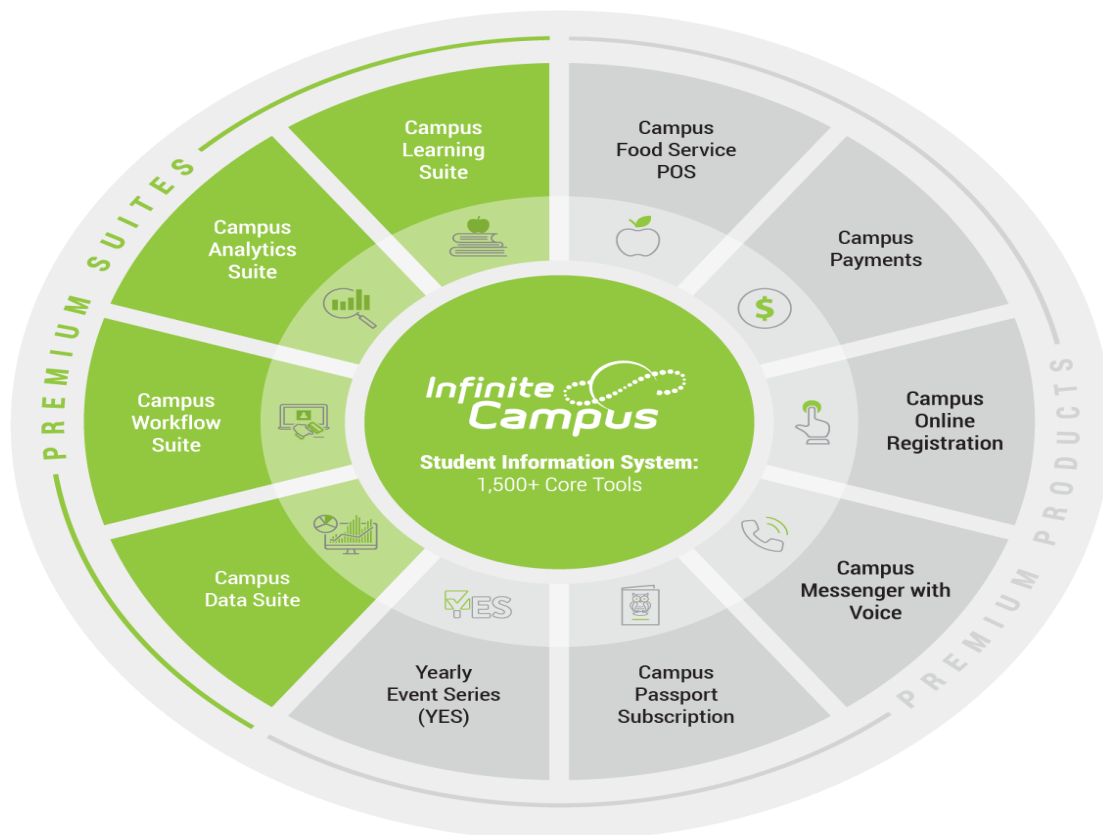 PREMIUM SUITES
Campus
Learning
Suite
Campus
Food Service
POS
Campus
Analytics
Suite
Campus
Payments
Campus
Workflow
Suite
Infinite
Campus
Student Information System:
1,500+ Core Tools
Campus
Online
Registration
Campus
Data Suite
Campus
Messenger with
Voice
YES
Yearly
Event Series
(YES)
Campus
Passport
Subscription
PREMIUM PRODUCTS
$